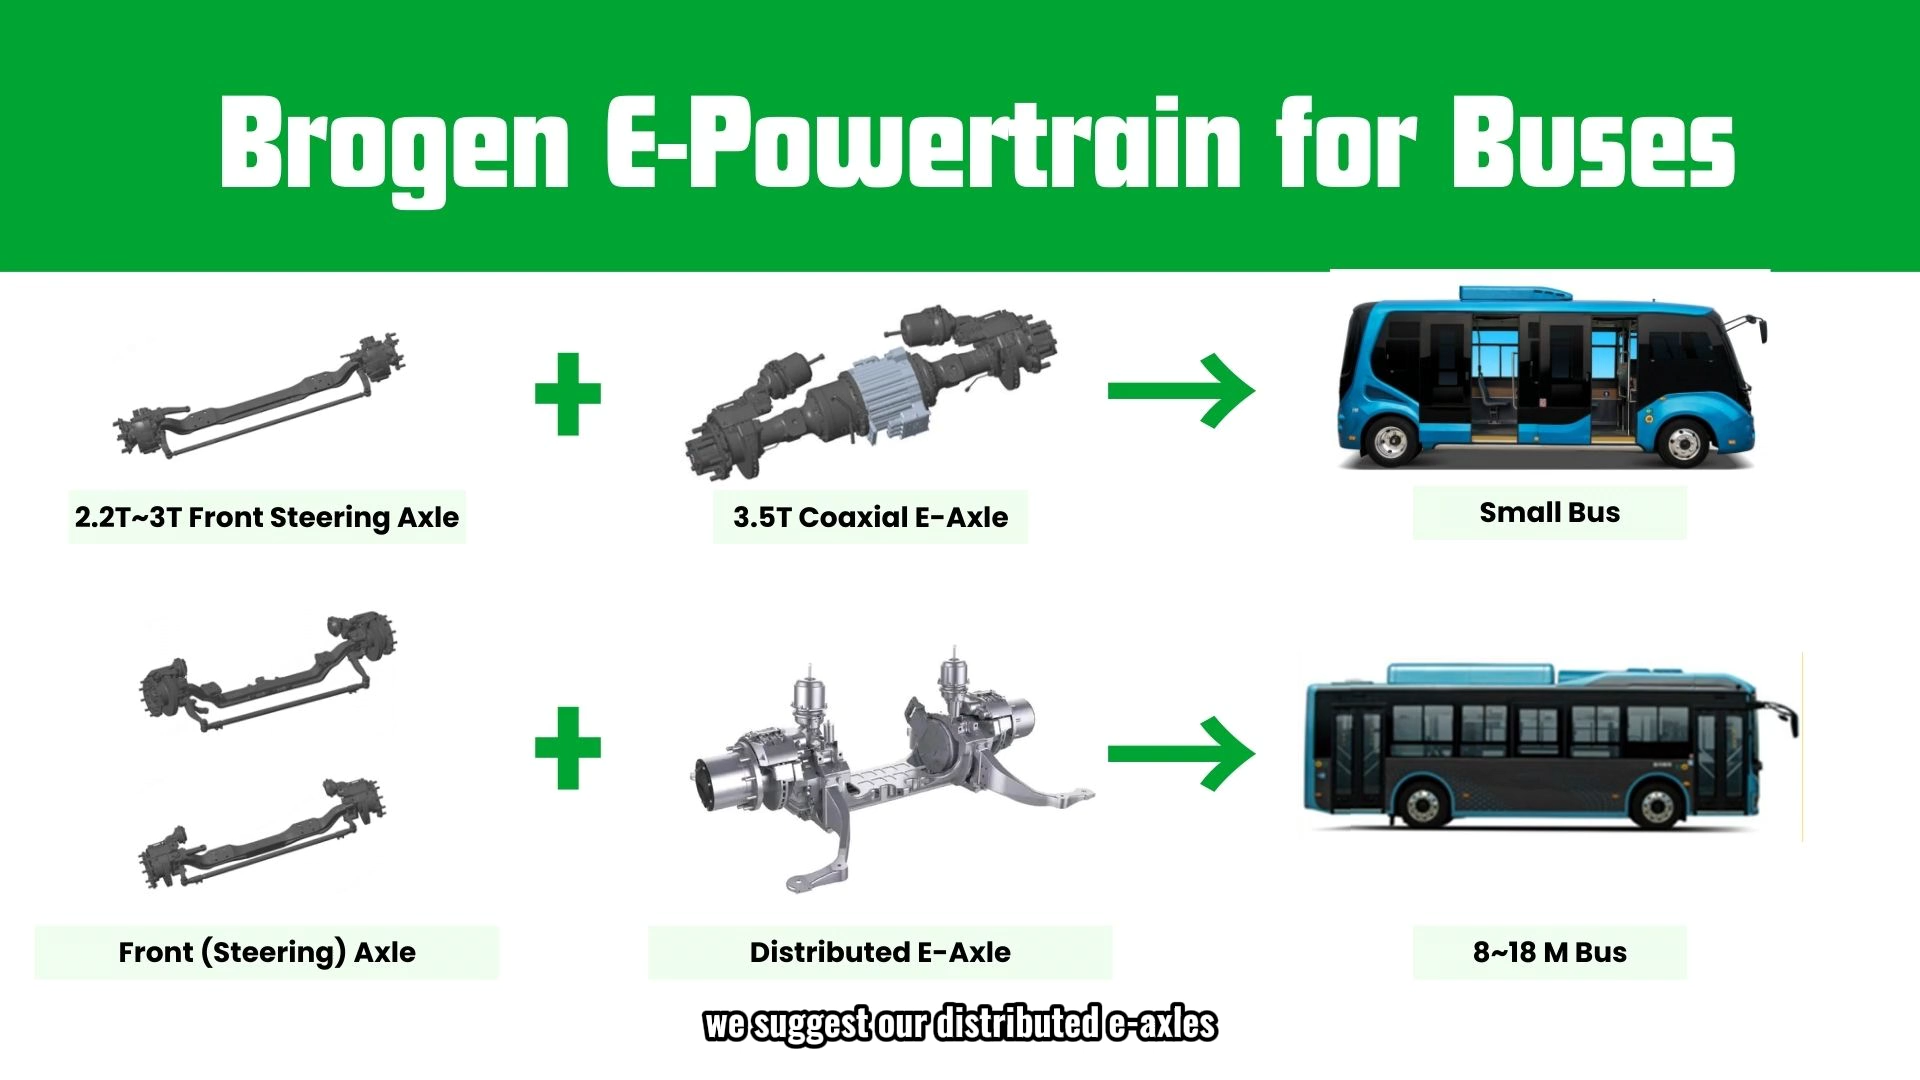 Brogen E-Powertrain for Buses
2.2T~3T Front Steering Axle
3.5T Coaxial E-Axle
Small Bus
Front (Steering) Axle
Distributed E-Axle
8~18 M Bus
we suggest our distributed e-axles